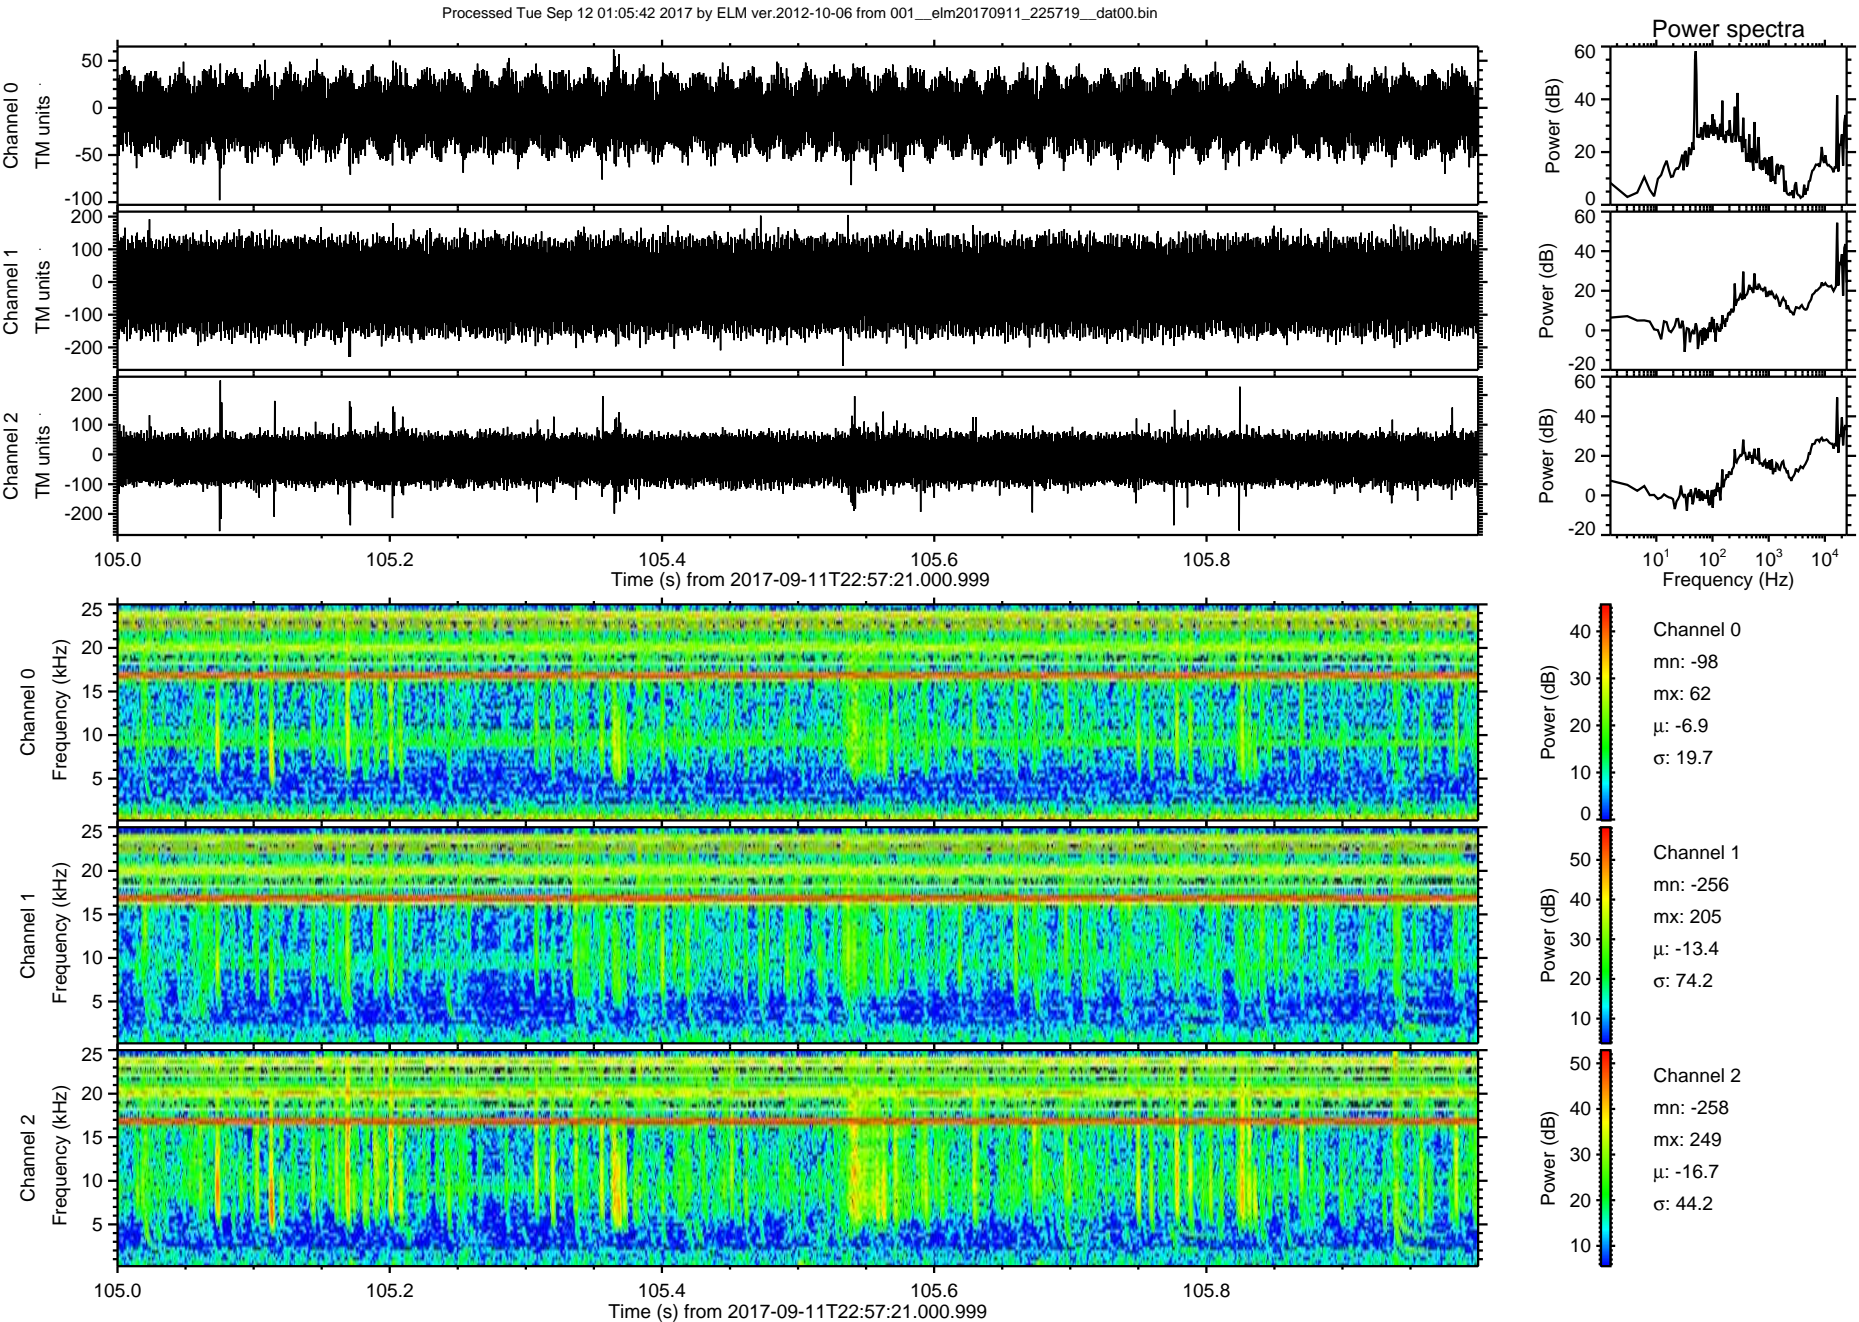 Processed Tue Sep 12 01:05:42 2017 by ELM ver.2012-10-06 from 001__elm20170911_225719__dat00.bin
Power spectra
Channel 0
TM units
50
0
-50
-100
Power (dB)
60
40
20
0
Channel 1
TM units
200
100
0
-100
-200
Power (dB)
60
40
20
0
-20
Channel 2
TM units
200
100
0
-100
-200
Power (dB)
60
40
20
0
-20
105.0 105.2 105.4 105.6 105.8
Time (s) from 2017-09-11T22:57:21.000.999
10¹ 10² 10³ 10⁴
Frequency (Hz)
Channel 0
Frequency (kHz)
25
20
15
10
5
Power (dB)
40
30
20
10
0
Channel 0
mn: -98
mx: 62
μ: -6.9
σ: 19.7
Channel 1
Frequency (kHz)
25
20
15
10
5
Power (dB)
50
40
30
20
10
Channel 1
mn: -256
mx: 205
μ: -13.4
σ: 74.2
Channel 2
Frequency (kHz)
25
20
15
10
5
Power (dB)
50
40
30
20
10
Channel 2
mn: -258
mx: 249
μ: -16.7
σ: 44.2
105.0 105.2 105.4 105.6 105.8
Time (s) from 2017-09-11T22:57:21.000.999